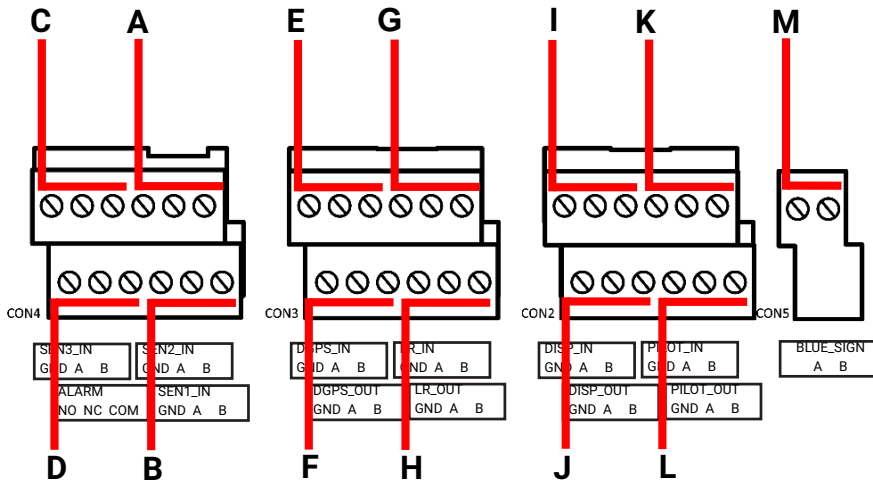 C A E G I K M
CON4 CON3 CON2 CON5
SEN3_IN SEN2_IN DGPS_IN LR_IN DISP_IN PILOT_IN BLUE_SIGN
GND A B GND A B GND A B GND A B GND A B GND A B A B
ALARM SEN1_IN DGPS_OUT LR_OUT DISP_OUT PILOT_OUT
NO NC COM GND A B GND A B GND A B GND A B GND A B
D B F H J L